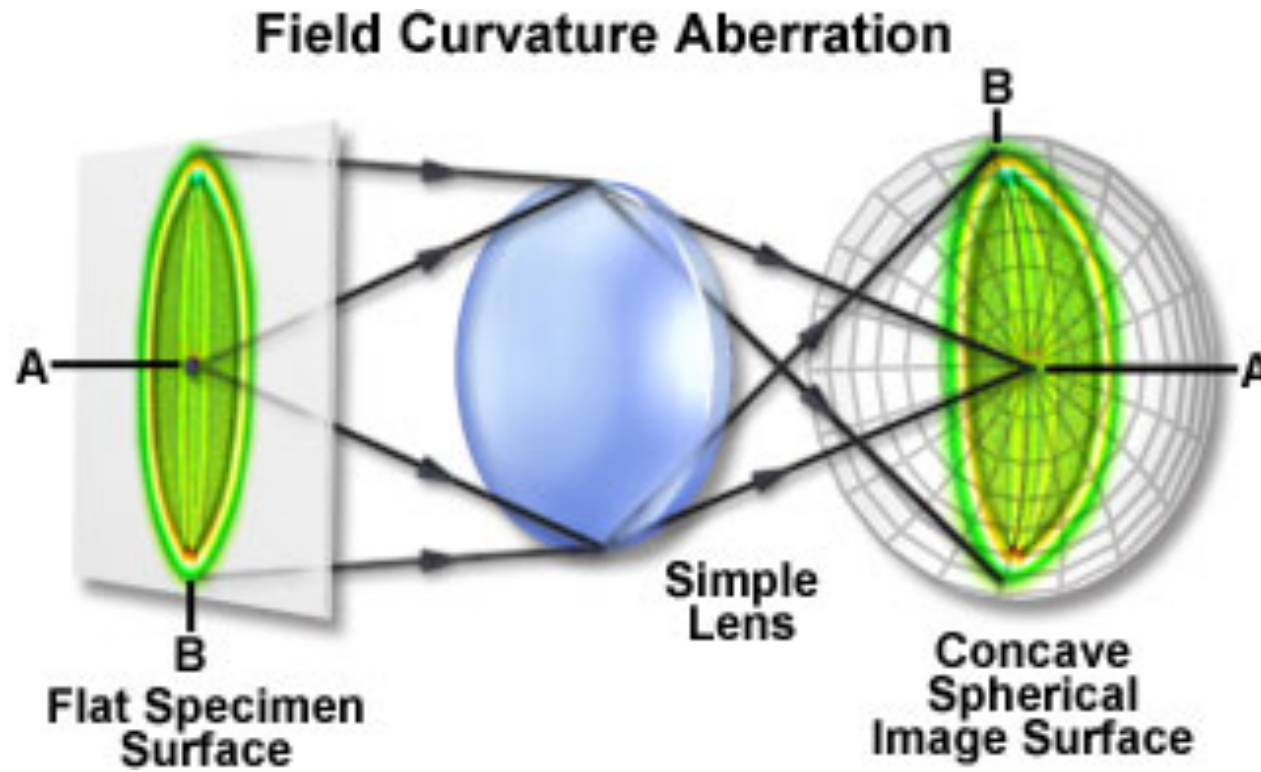 Field Curvature Aberration
B
A
A
B
Simple
Lens
Flat Specimen
Surface
Concave
Spherical
Image Surface